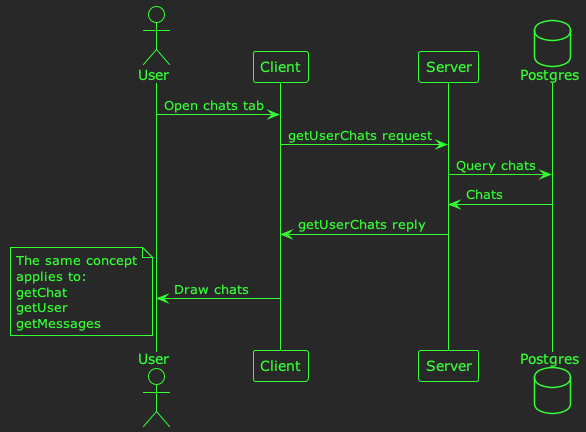 User
Client
Server
Postgres
Open chats tab
getUserChats request
Query chats
Chats
getUserChats reply
Draw chats
The same concept
applies to:
getChat
getUser
getMessages
User
Client
Server
Postgres